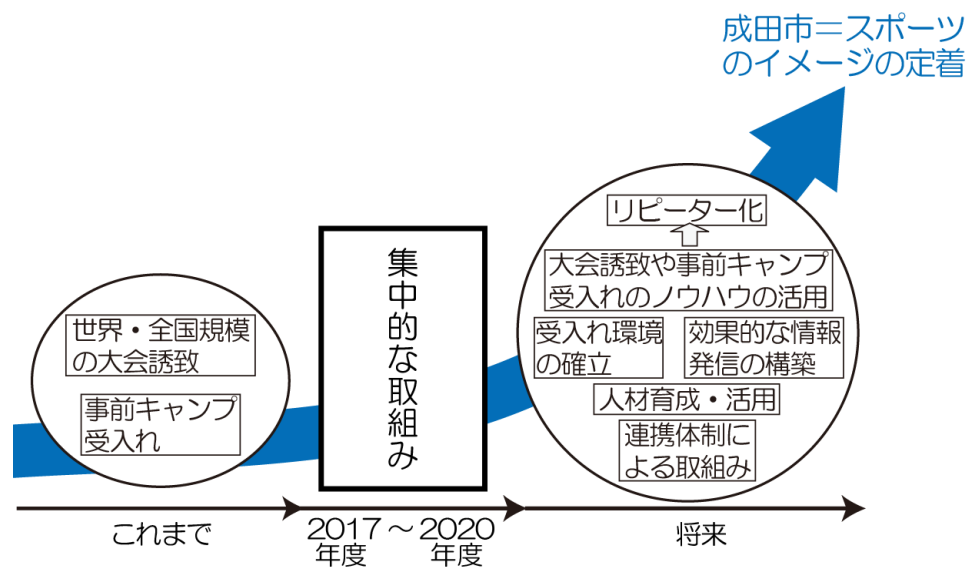 成田市＝スポーツ
のイメージの定着
リピーター化
大会誘致や事前キャンプ
受入れのノウハウの活用
受入れ環境
の確立
効果的な情報
発信の構築
人材育成・活用
連携体制に
よる取組み
集中的な取組み
世界・全国規模
の大会誘致
事前キャンプ
受入れ
これまで
2017～2020
年度 年度
将来